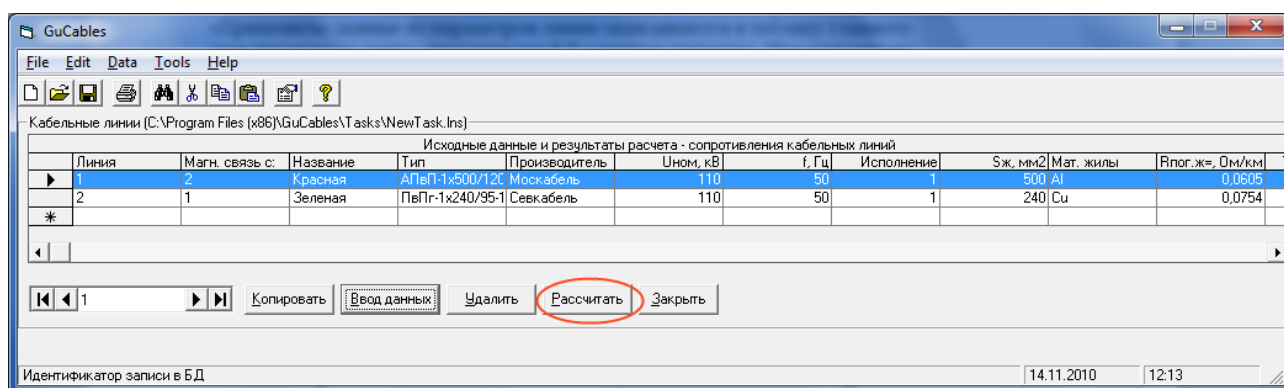 GuCables
File Edit Data Tools Help
Кабельные линии (C:\Program Files (x86)\GuCables\Tasks\NewTask.lns)
Исходные данные и результаты расчета - сопротивления кабельных линий
Линия Магн. связь с: Название Тип Производитель Uном, кВ f, Гц Исполнение Sж, мм2 Мат. жилы Rпог.ж=, Ом/км
1 2 Красная АПвП-1х500/120 Москабель 110 50 1 500 Al 0,0605
2 1 Зеленая ПвПг-1х240/95-1 Севкабель 110 50 1 240 Cu 0,0754
1 Копировать Ввод данных Удалить Рассчитать Закрыть
Идентификатор записи в БД 14.11.2010 12:13